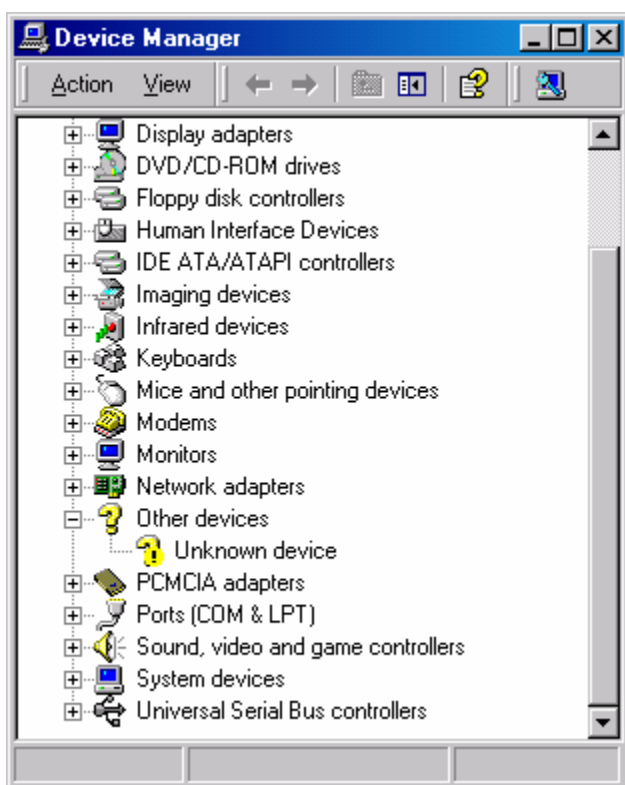 Device Manager
Action View
Display adapters
DVD/CD-ROM drives
Floppy disk controllers
Human Interface Devices
IDE ATA/ATAPI controllers
Imaging devices
Infrared devices
Keyboards
Mice and other pointing devices
Modems
Monitors
Network adapters
Other devices
Unknown device
PCMCIA adapters
Ports (COM & LPT)
Sound, video and game controllers
System devices
Universal Serial Bus controllers